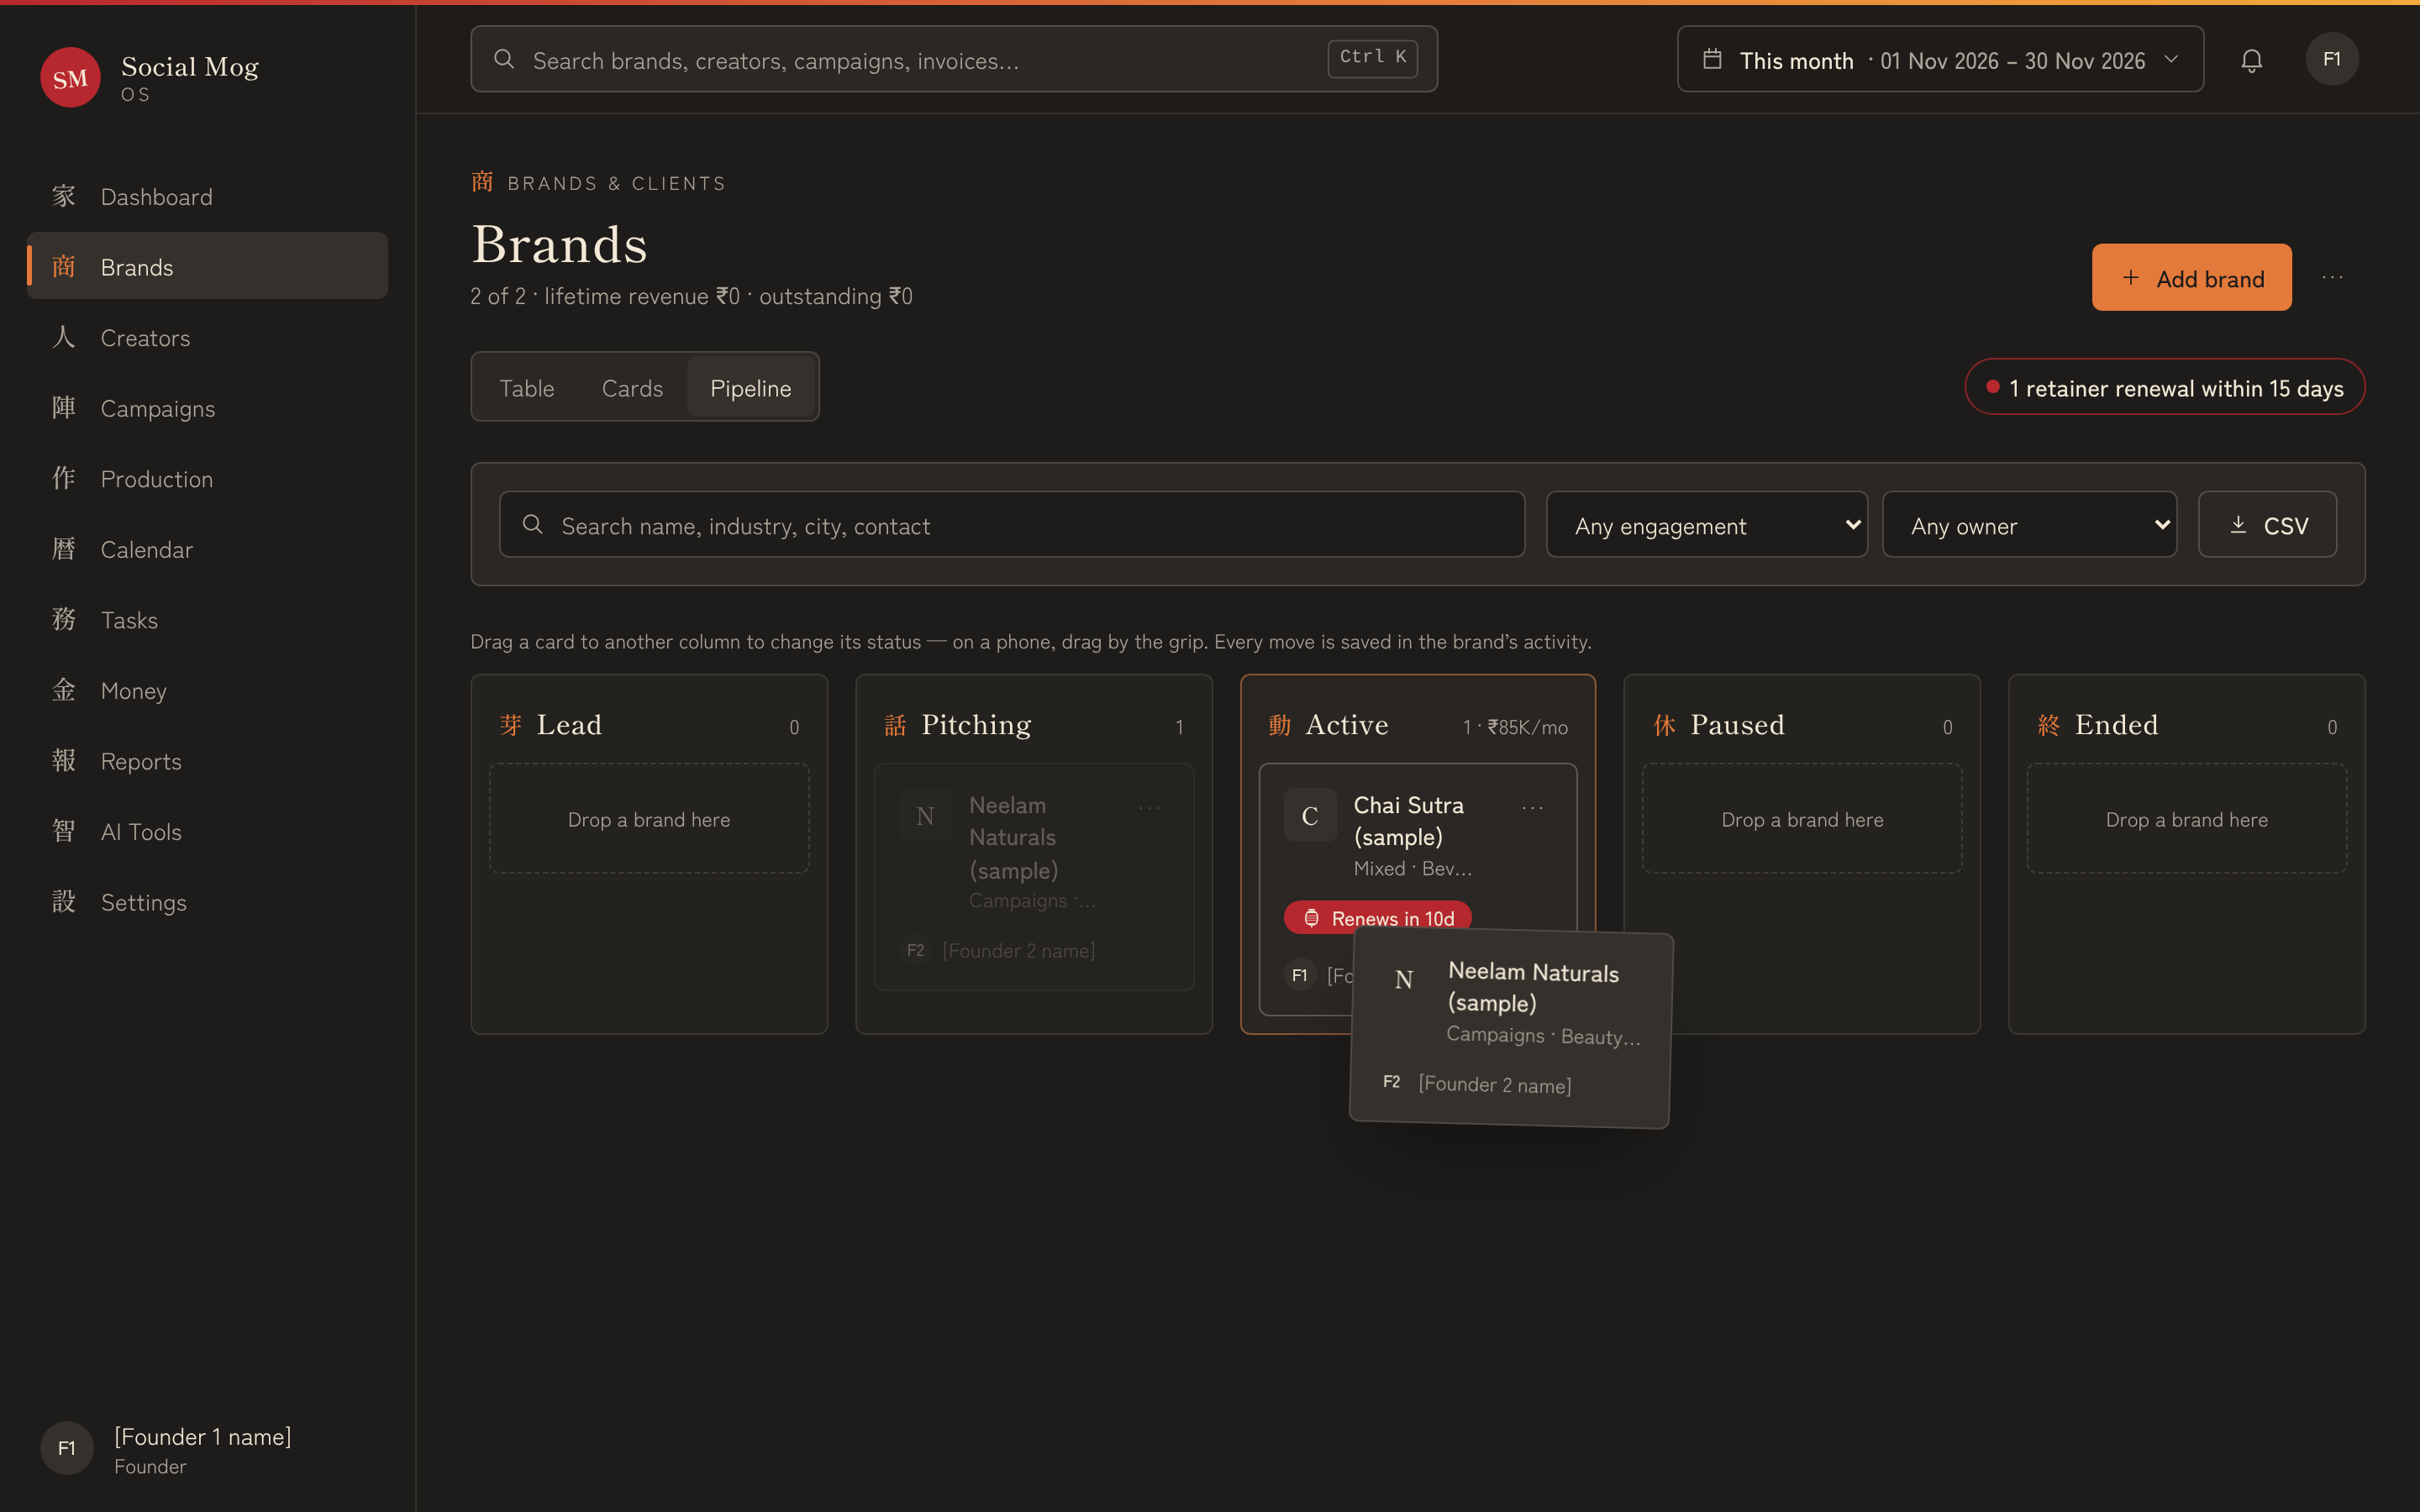 SM
Social Mog
OS
家 Dashboard
商 Brands
人 Creators
陣 Campaigns
作 Production
暦 Calendar
務 Tasks
金 Money
報 Reports
智 AI Tools
設 Settings
F1
[Founder 1 name]
Founder
Search brands, creators, campaigns, invoices...
Ctrl K
This month · 01 Nov 2026 – 30 Nov 2026
F1
商 BRANDS & CLIENTS
Brands
2 of 2 · lifetime revenue ₹0 · outstanding ₹0
+ Add brand
...
Table Cards Pipeline
1 retainer renewal within 15 days
Search name, industry, city, contact
Any engagement
Any owner
CSV
Drag a card to another column to change its status — on a phone, drag by the grip. Every move is saved in the brand's activity.
芽 Lead 0
Drop a brand here
話 Pitching 1
N
Neelam
Naturals
(sample)
Campaigns ·...
...
F2 [Founder 2 name]
動 Active 1 · ₹85K/mo
C
Chai Sutra
(sample)
Mixed · Bev...
...
Renews in 10d
F1 [Fo
N
Neelam Naturals
(sample)
Campaigns · Beauty...
F2 [Founder 2 name]
休 Paused 0
Drop a brand here
終 Ended 0
Drop a brand here